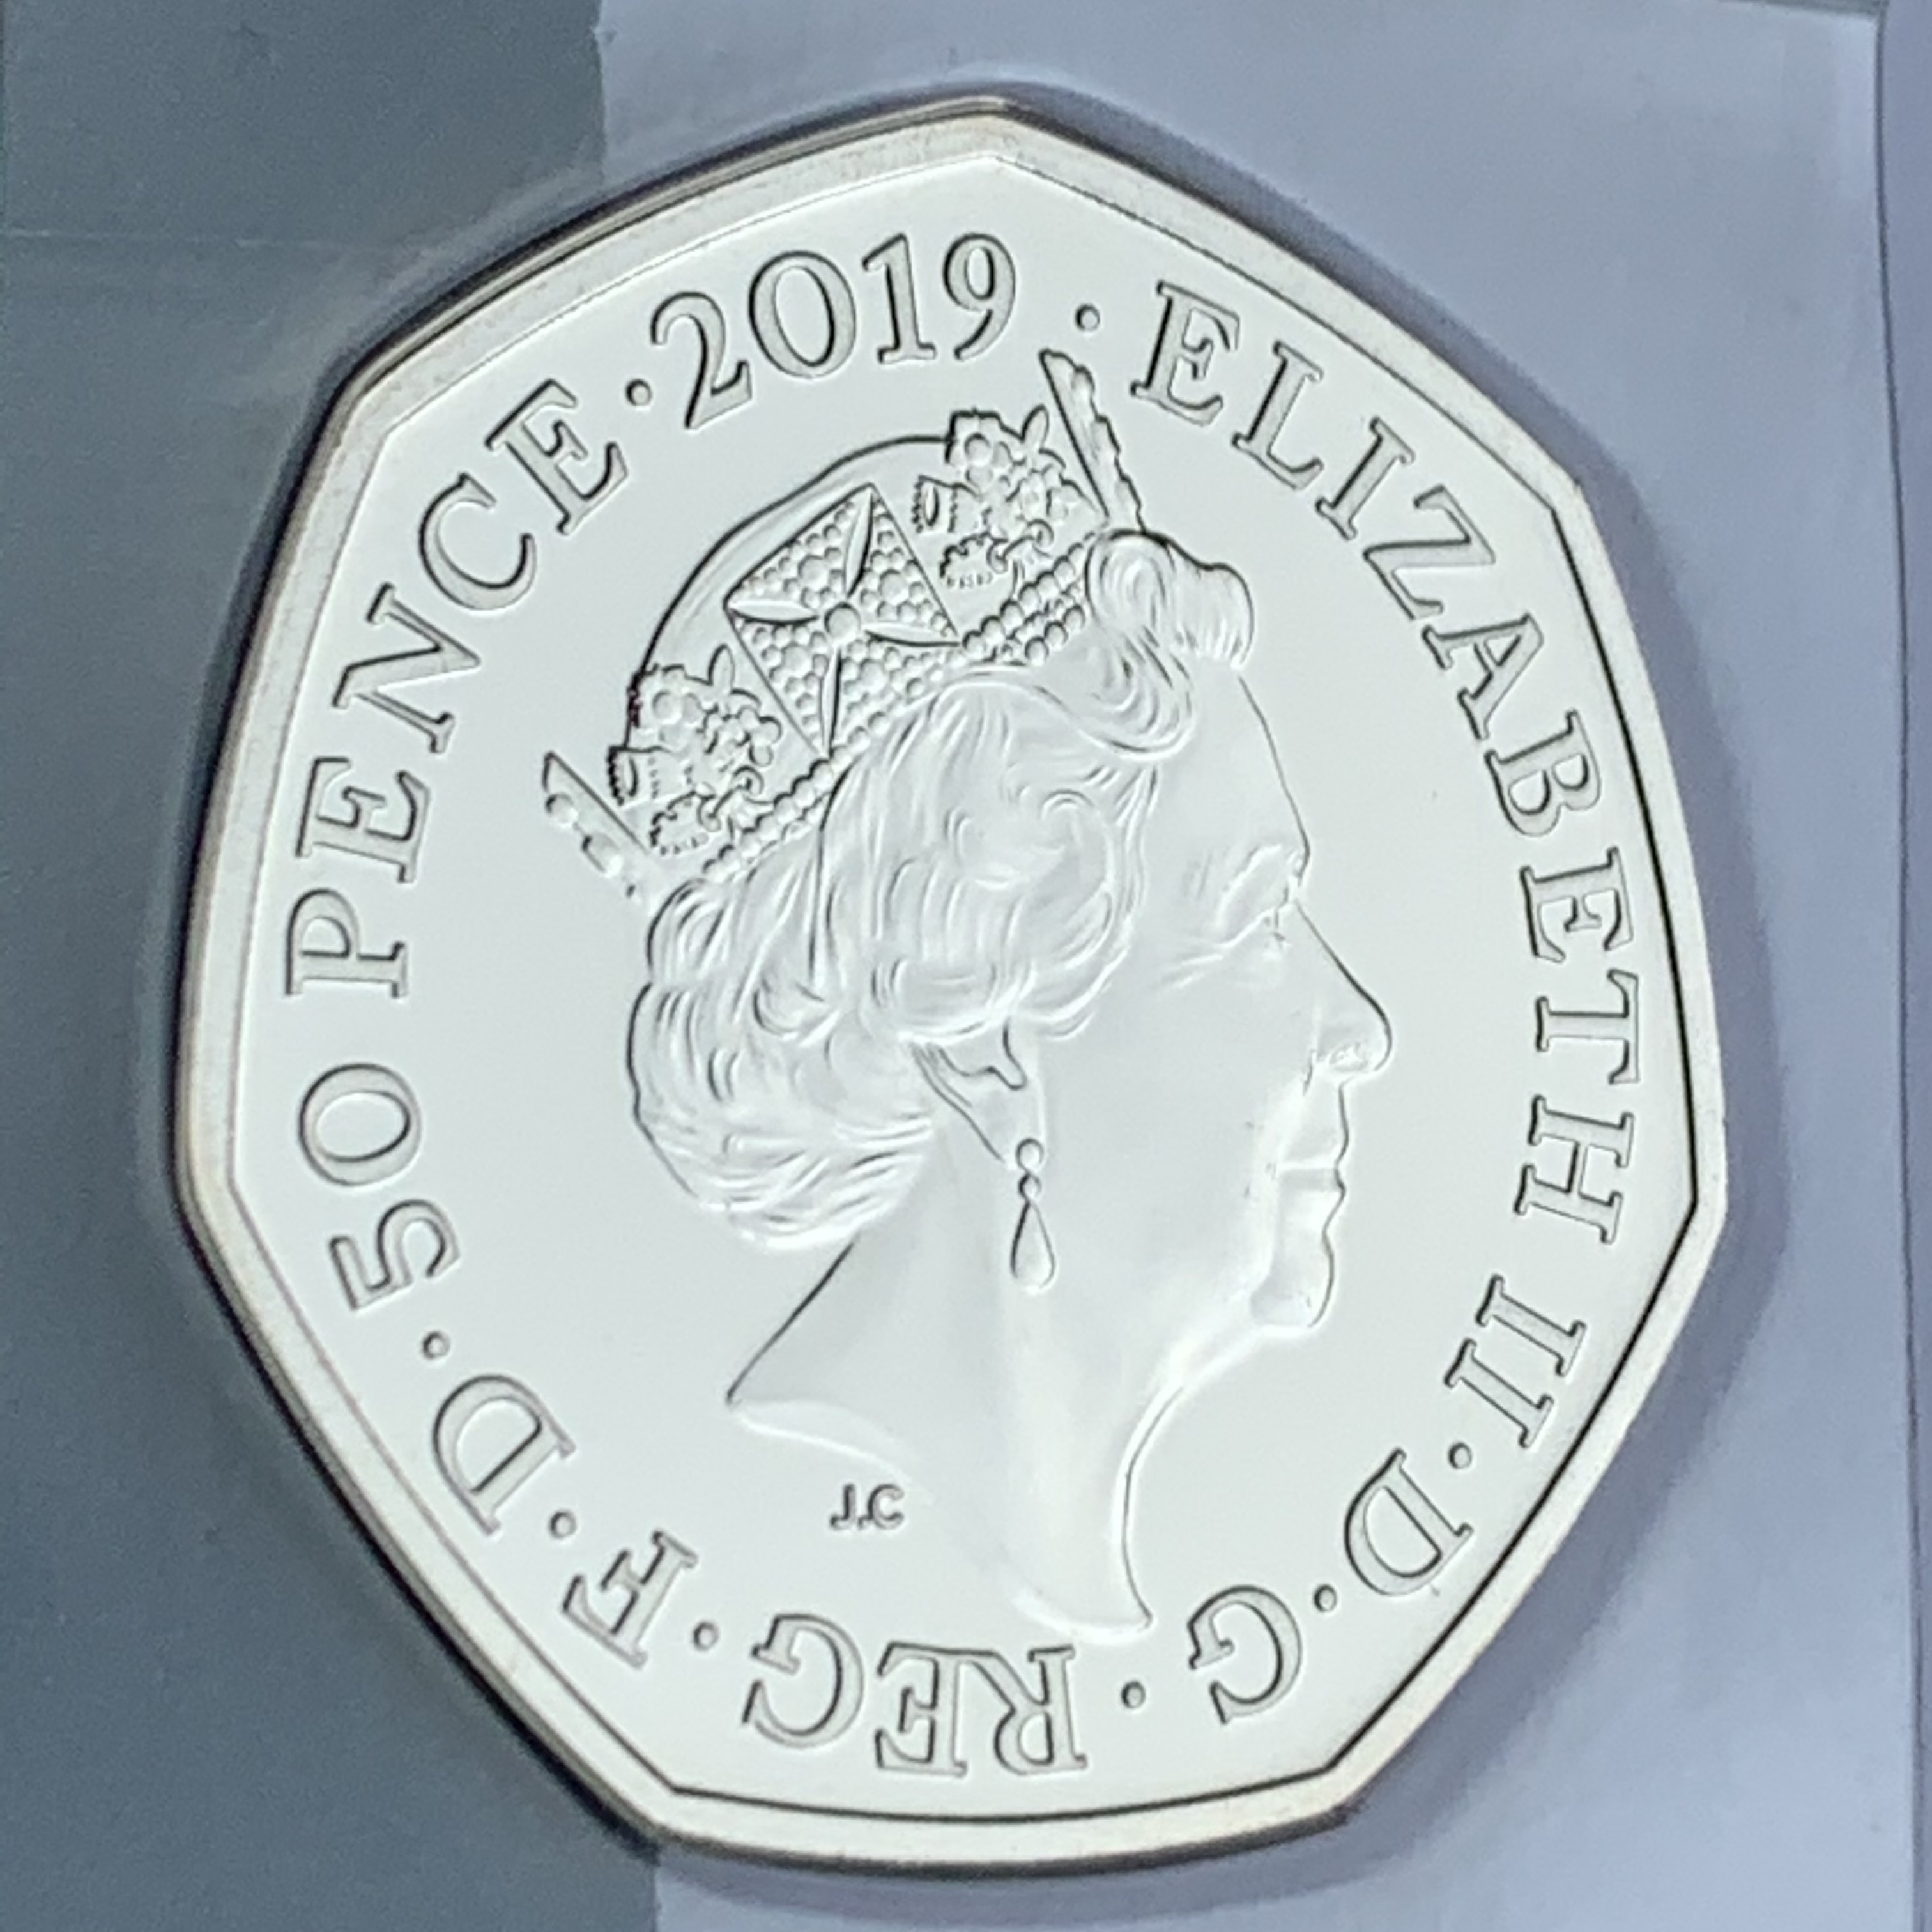 ELIZABETH II · D · G · REG · F · D · 50 PENCE · 2019 ·
J.C